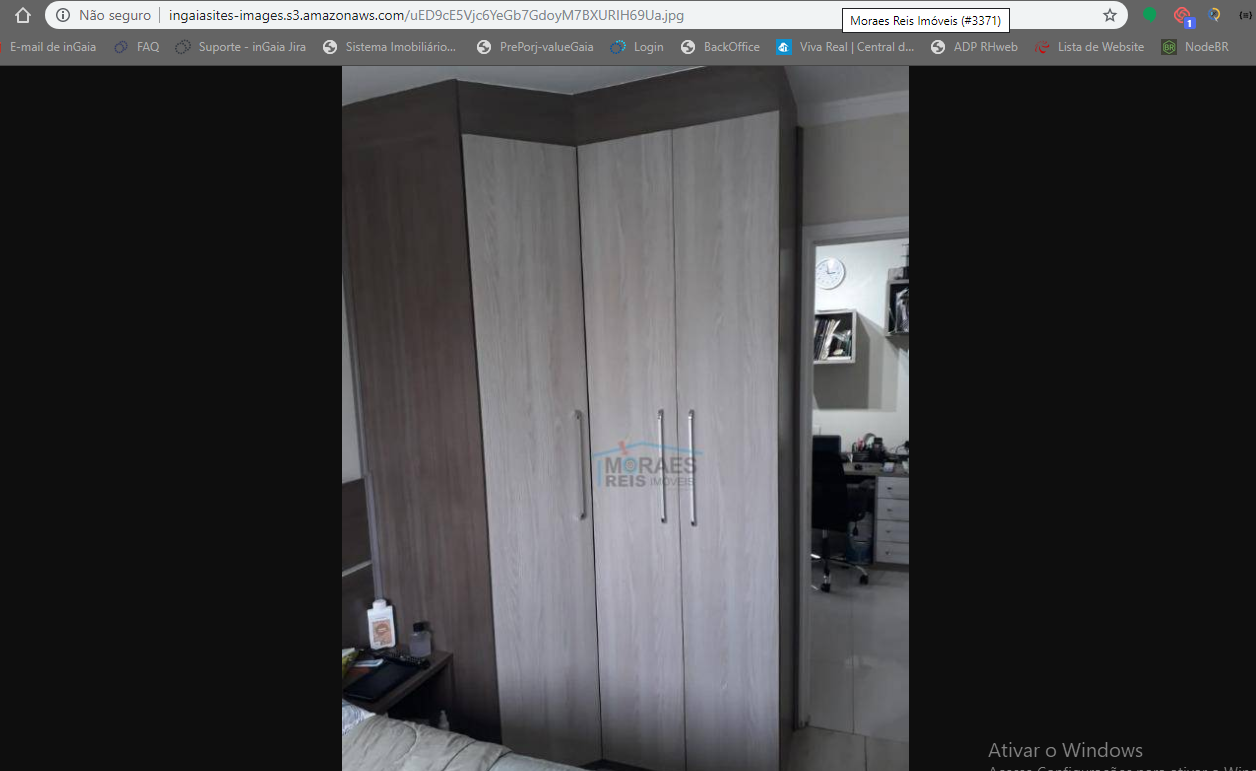 Não seguro
ingaiasites-images.s3.amazonaws.com/uED9cE5Vjc6YeGb7GdoyM7BXURIH69Ua.jpg
Moraes Reis Imóveis (#3371)
1
E-mail de inGaia
FAQ
Suporte - inGaia Jira
Sistema Imobiliário...
PrePorj-valueGaia
Login
BackOffice
Viva Real | Central d...
ADP RHweb
Lista de Website
BR
NodeBR
MORAES
REIS IMÓVEIS
Ativar o Windows